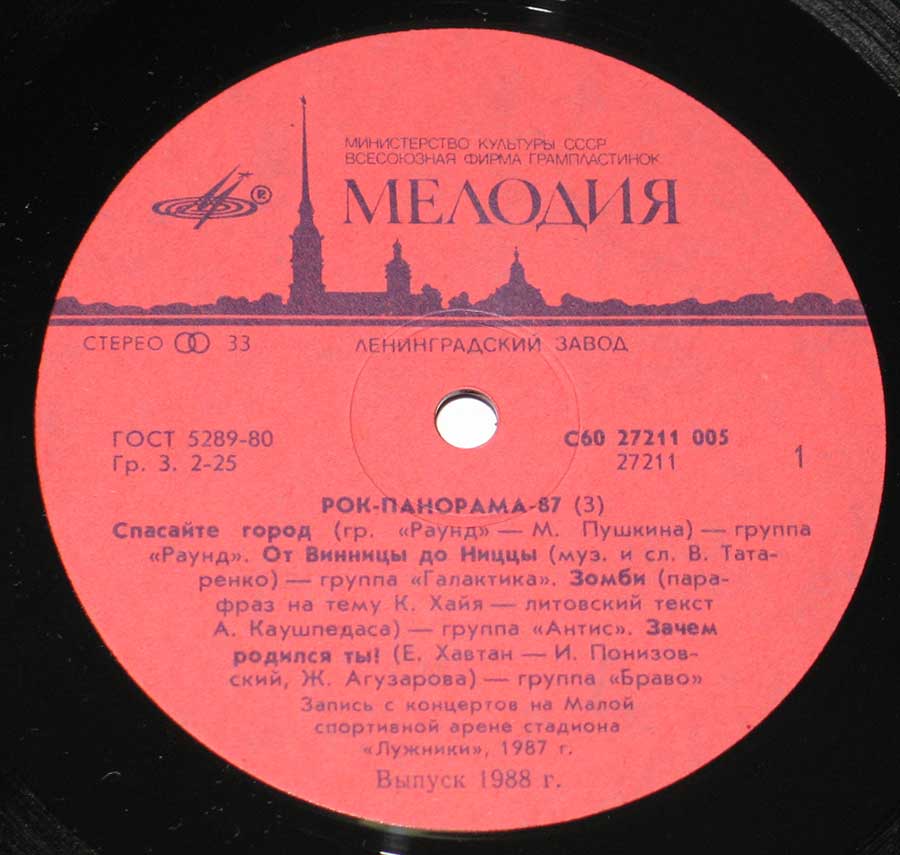 МИНИСТЕРСТВО КУЛЬТУРЫ СССР
ВСЕСОЮЗНАЯ ФИРМА ГРАМПЛАСТИНОК
МЕЛОДИЯ
®
СТЕРЕО 33
ЛЕНИНГРАДСКИЙ ЗАВОД
ГОСТ 5289-80
Гр. 3. 2-25
С60 27211 005
27211
1
РОК-ПАНОРАМА-87 (3)
Спасайте город (гр. «Раунд» — М. Пушкина) — группа
«Раунд». От Винницы до Ниццы (муз. и сл. В. Тата-
ренко) — группа «Галактика». Зомби (пара-
фраз на тему К. Хайя — литовский текст
А. Каушпедаса) — группа «Антис». Зачем
родился ты! (Е. Хавтан — И. Понизов-
ский, Ж. Агузарова) — группа «Браво»
Запись с концертов на Малой
спортивной арене стадиона
«Лужники», 1987 г.
Выпуск 1988 г.